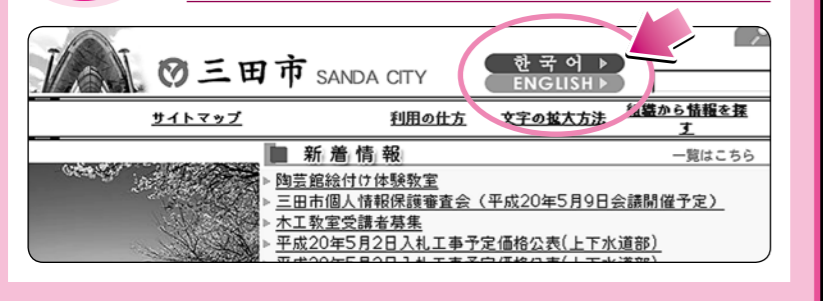 三田市 SANDA CITY
한국어
ENGLISH
サイトマップ 利用の仕方 文字の拡大方法 組織から情報を探す
新着情報 一覧はこちら
陶芸館絵付け体験教室
三田市個人情報保護審査会（平成20年5月9日会議開催予定）
木工教室受講者募集
平成20年5月2日入札工事予定価格公表(上下水道部)